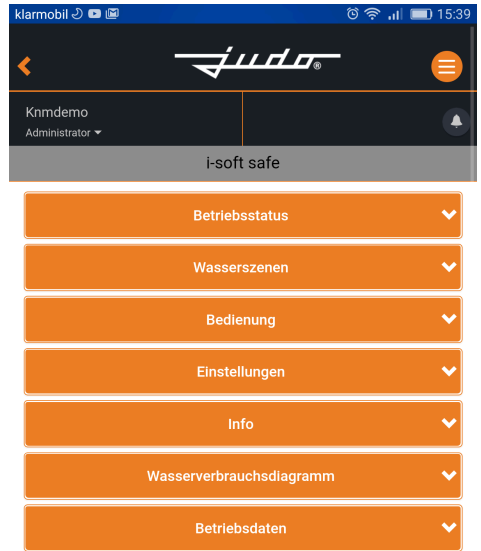 klarmobil 15:39
judo®
Knmdemo
Administrator
i-soft safe
Betriebsstatus
Wasserszenen
Bedienung
Einstellungen
Info
Wasserverbrauchsdiagramm
Betriebsdaten